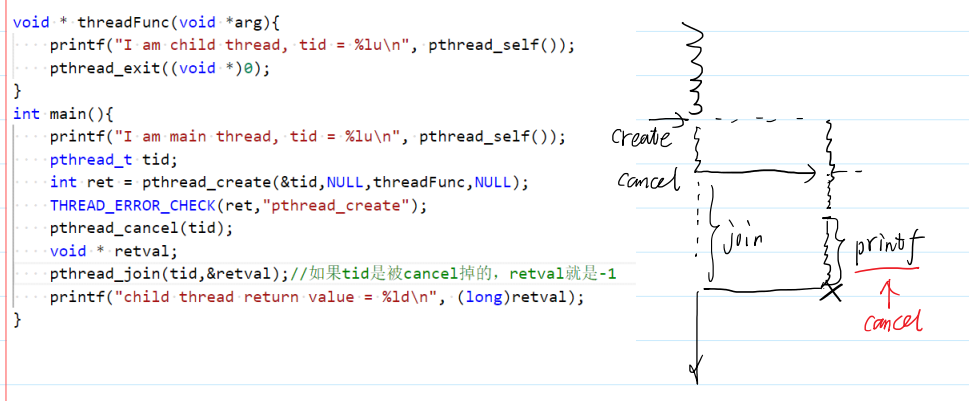 void * threadFunc(void *arg){
printf("I am child thread, tid = %lu\n", pthread_self());
pthread_exit((void *)0);
}
int main(){
printf("I am main thread, tid = %lu\n", pthread_self());
pthread_t tid;
int ret = pthread_create(&tid,NULL,threadFunc,NULL);
THREAD_ERROR_CHECK(ret,"pthread_create");
pthread_cancel(tid);
void * retval;
pthread_join(tid,&retval);//如果tid是被cancel掉的，retval就是-1
printf("child thread return value = %ld\n", (long)retval);
}
create
cancel
join
printf
cancel